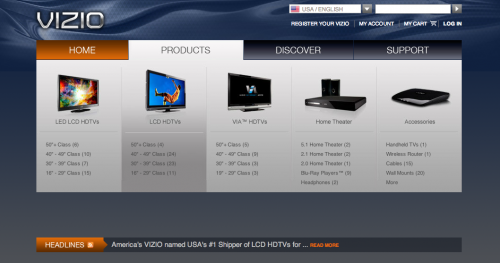 VIZIO
USA / ENGLISH
REGISTER YOUR VIZIO | MY ACCOUNT | MY CART | LOG IN
HOME
PRODUCTS
DISCOVER
SUPPORT
LED LCD HDTVs
50"+ Class (6)
40" - 49" Class (10)
30" - 39" Class (7)
18" - 29" Class (15)
LCD HDTVs
50"+ Class (4)
40" - 49" Class (24)
30" - 39" Class (25)
18" - 29" Class (11)
VIA™ HDTVs
50"+ Class (5)
40" - 49" Class (9)
30" - 39" Class (3)
18" - 29" Class (3)
Home Theater
5.1 Home Theater (2)
2.1 Home Theater (2)
2.0 Home Theater (1)
Blu-Ray Players™ (3)
Headphones (2)
Accessories
Handheld TVs (1)
Wireless Router (1)
Cables (15)
Wall Mounts (20)
More
HEADLINES
America's VIZIO named USA's #1 Shipper of LCD HDTVs for ... READ MORE